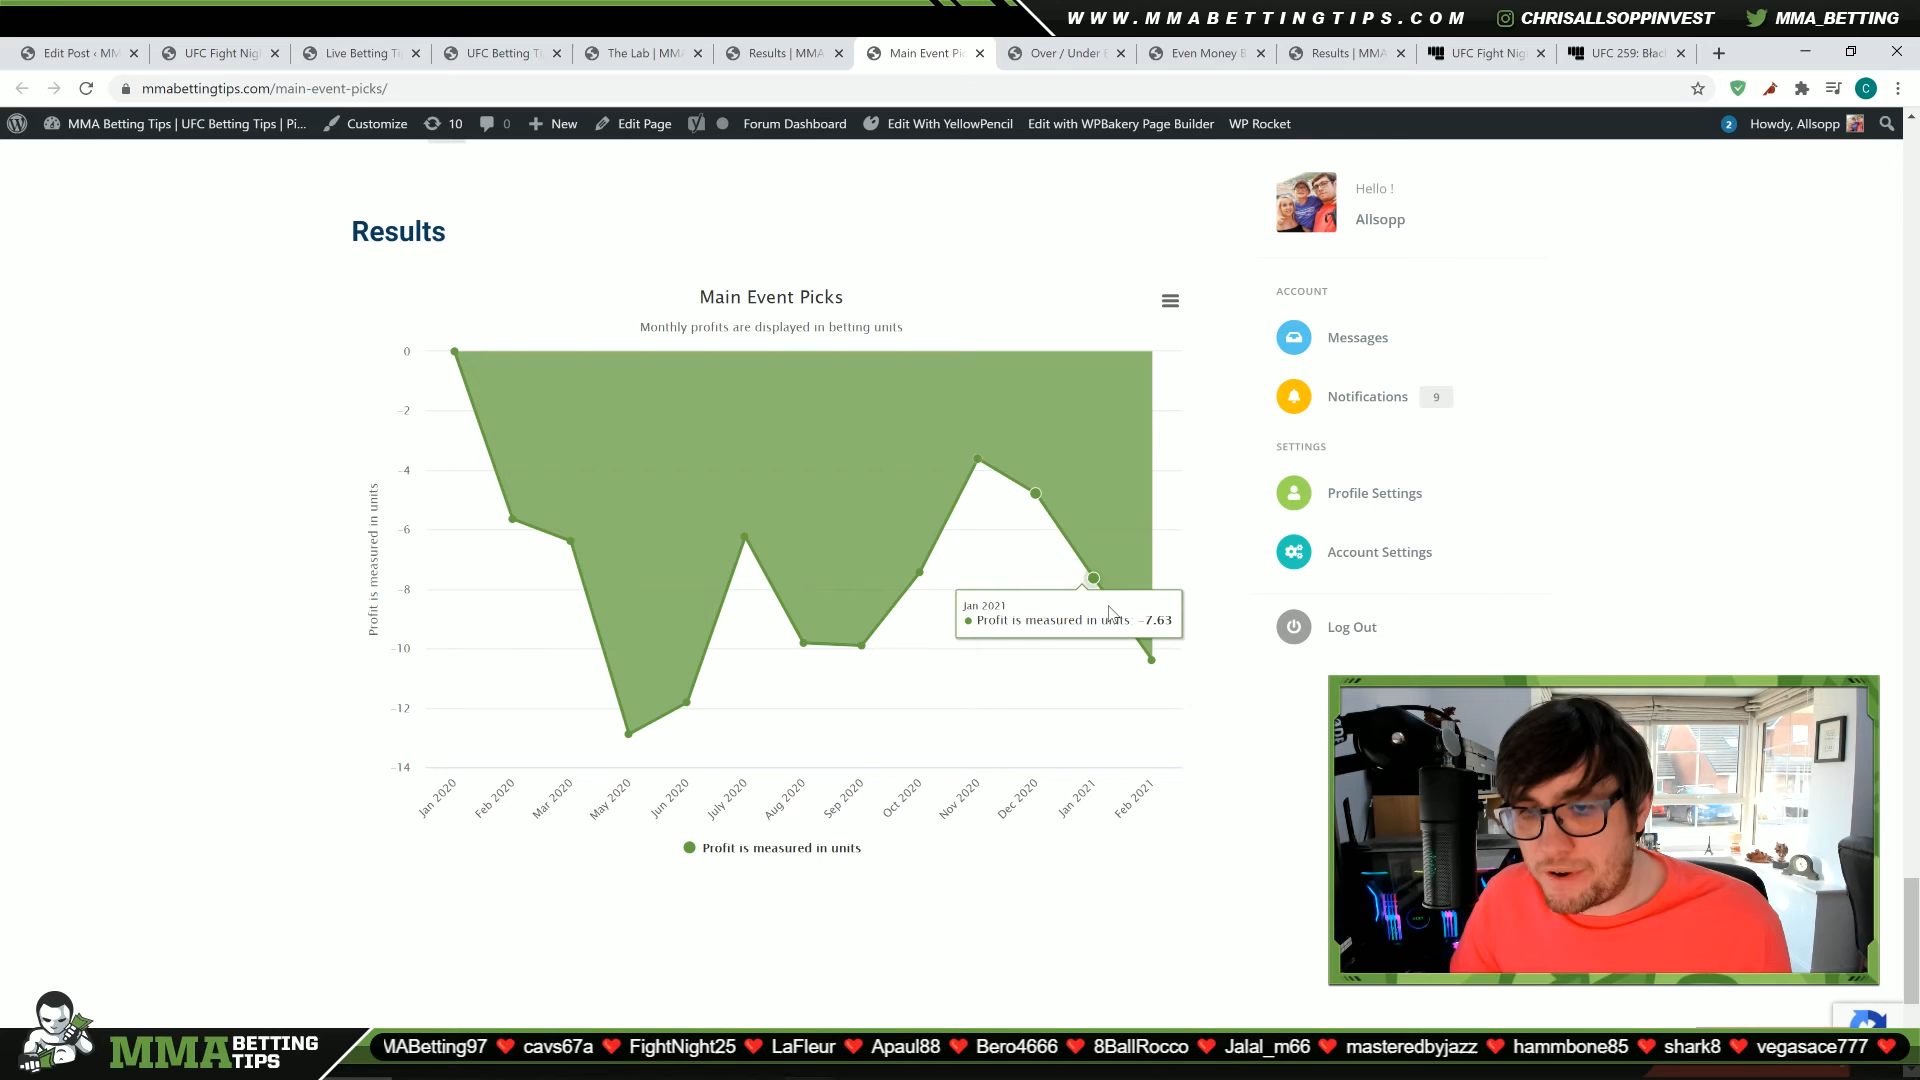 WWW.MMABETTINGTIPS.COM
CHRISALLSOPPINVEST
MMA_BETTING
Edit Post ‹ MM
UFC Fight Nig
Live Betting Ti
UFC Betting Ti
The Lab | MMA
Results | MMA
Main Event Pic
Over / Under B
Even Money B
Results | MMA
UFC Fight Nig
UFC 259: Błac
mmabettingtips.com/main-event-picks/
C
MMA Betting Tips | UFC Betting Tips | Pi...
Customize
10
0
New
Edit Page
Forum Dashboard
Edit With YellowPencil
Edit with WPBakery Page Builder
WP Rocket
2
Howdy, Allsopp
Results
Main Event Picks
Monthly profits are displayed in betting units
Profit is measured in units
0
-2
-4
-6
-8
-10
-12
-14
Jan 2021
Profit is measured in units -7.63
Jan 2020
Feb 2020
Mar 2020
May 2020
Jun 2020
July 2020
Aug 2020
Sep 2020
Oct 2020
Nov 2020
Dec 2020
Jan 2021
Feb 2021
Profit is measured in units
Hello !
Allsopp
ACCOUNT
Messages
Notifications 9
SETTINGS
Profile Settings
Account Settings
Log Out
MMA BETTING TIPS
MABetting97 ❤ cavs67a ❤ FightNight25 ❤ LaFleur ❤ Apaul88 ❤ Bero4666 ❤ 8BallRocco ❤ Jalal_m66 ❤ masteredbyjazz ❤ hammbone85 ❤ shark8 ❤ vegasace777 ❤